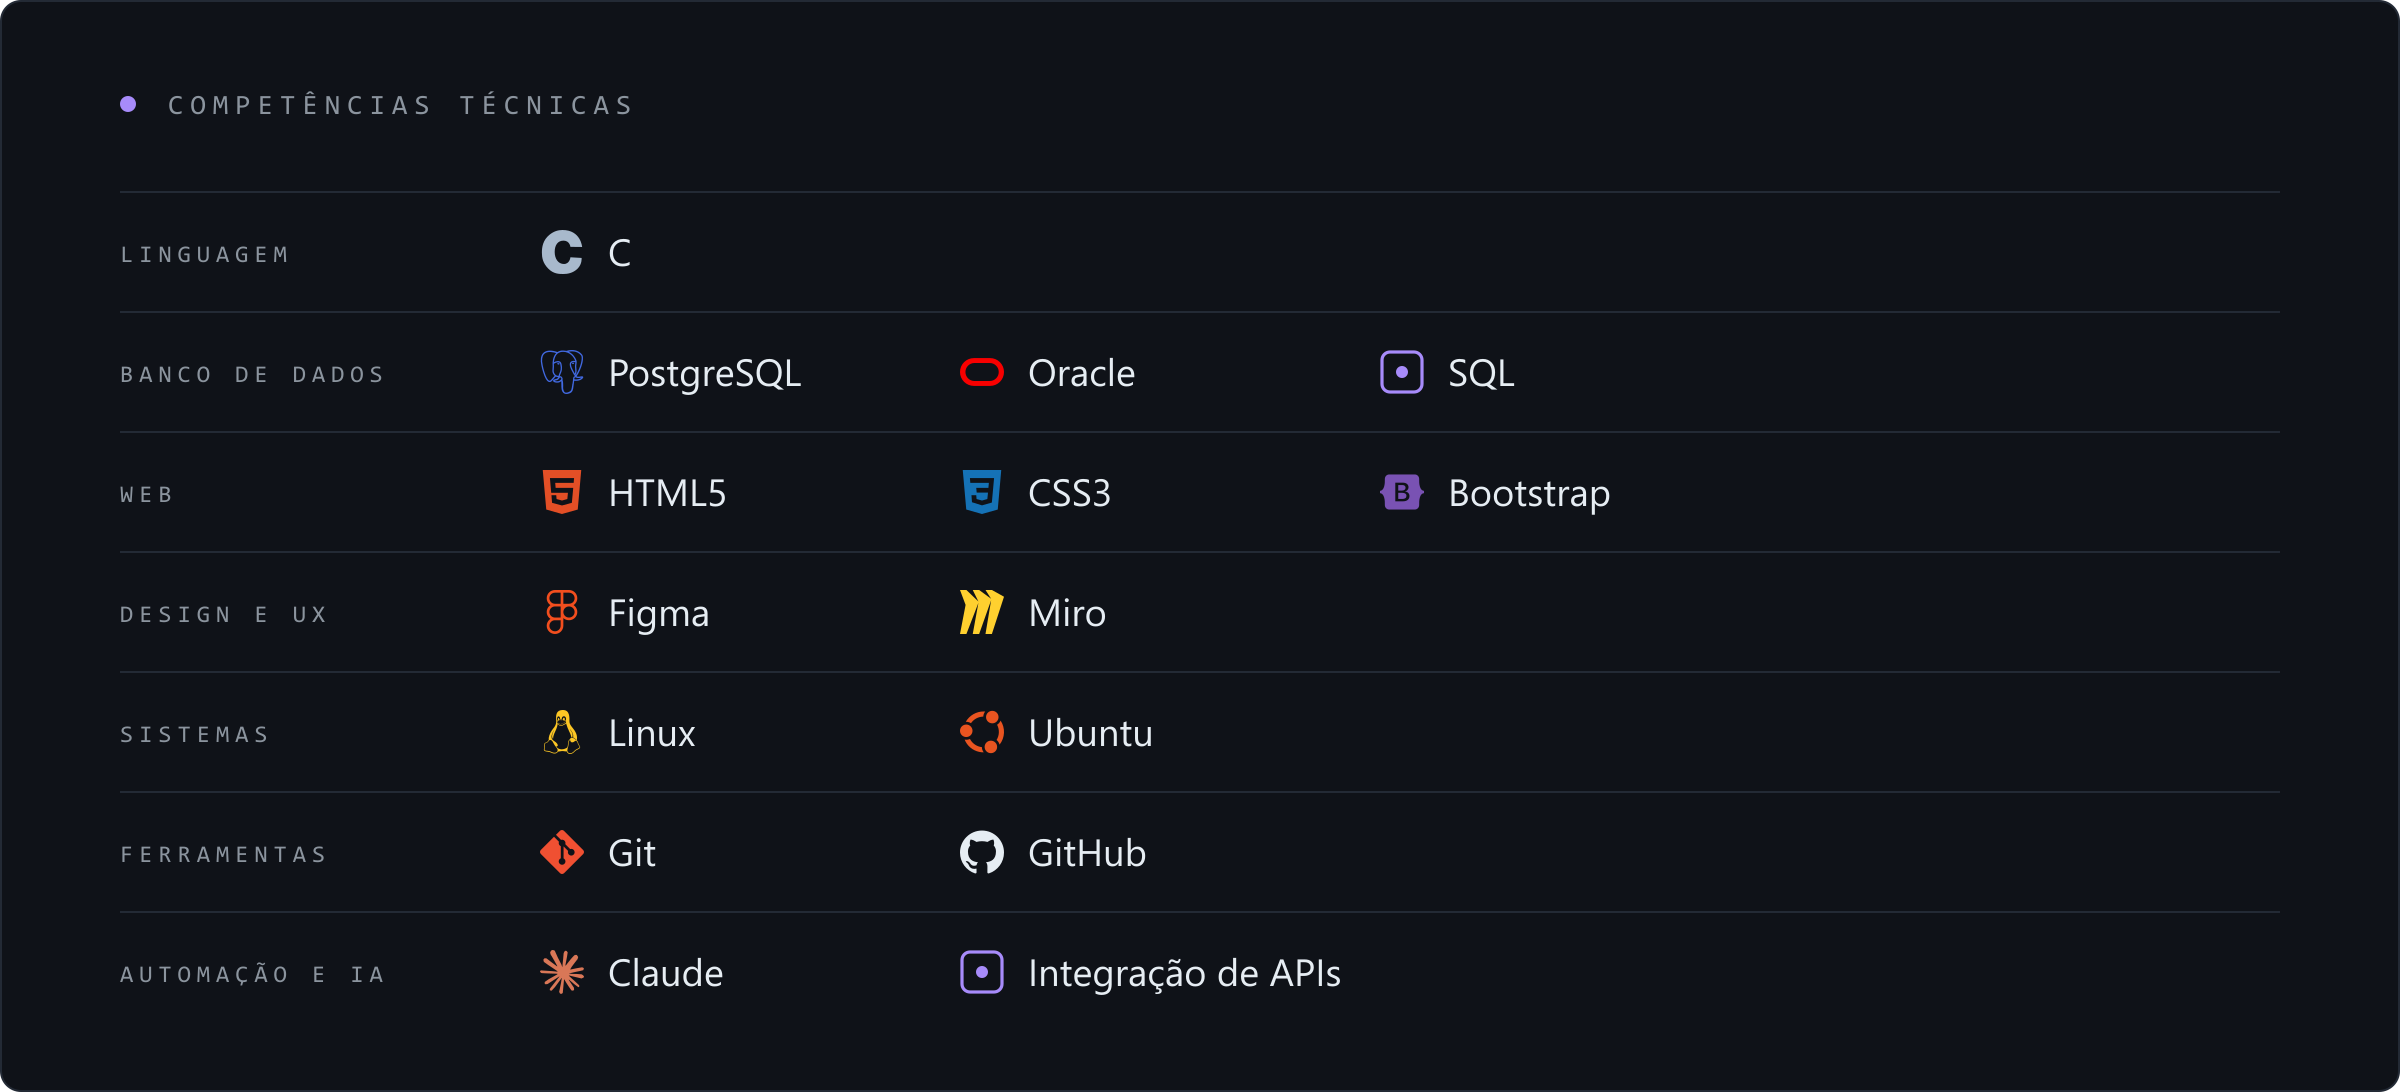 COMPETÊNCIAS TÉCNICAS
LINGUAGEM C
BANCO DE DADOS PostgreSQL Oracle SQL
WEB HTML5 CSS3 Bootstrap
DESIGN E UX Figma Miro
SISTEMAS Linux Ubuntu
FERRAMENTAS Git GitHub
AUTOMAÇÃO E IA Claude Integração de APIs